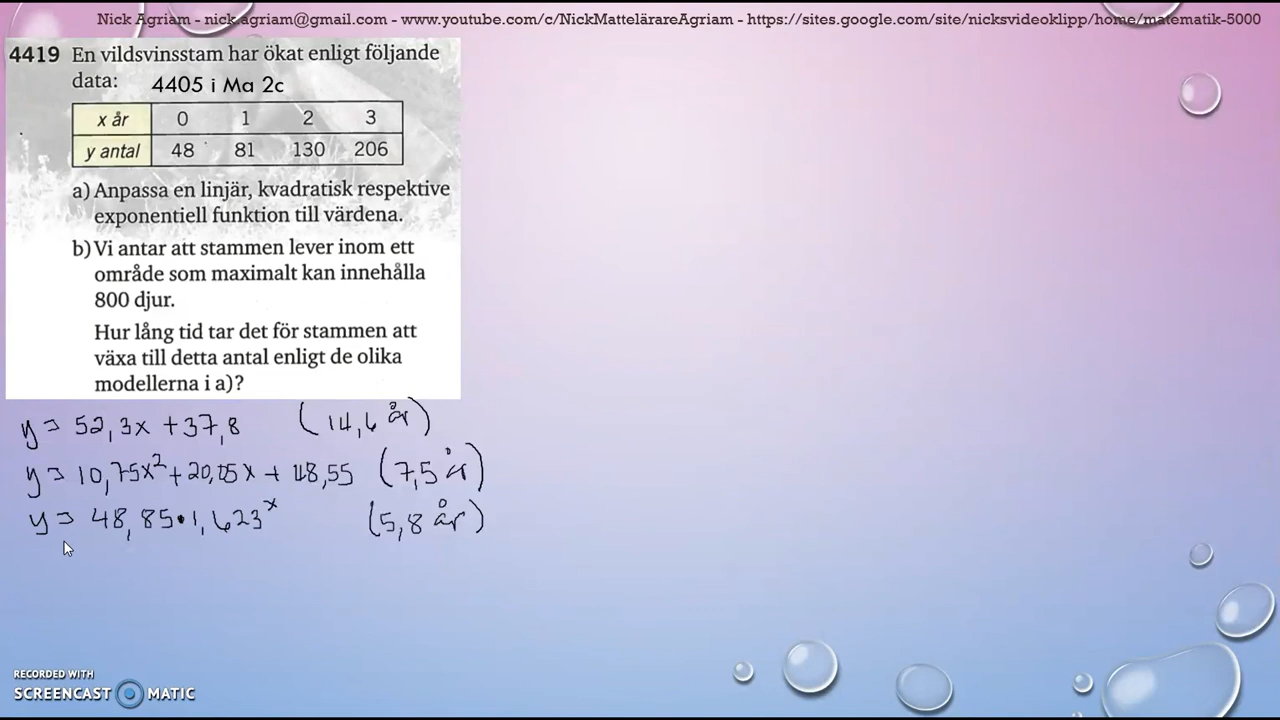 Nick Agriam - nick.agriam@gmail.com - www.youtube.com/c/NickMattelärareAgriam - https://sites.google.com/site/nicksvideoklipp/home/matematik-5000
4419 En vildsvinsstam har ökat enligt följande
data: 4405 i Ma 2c
x år 0 1 2 3
y antal 48 81 130 206
a) Anpassa en linjär, kvadratisk respektive
exponentiell funktion till värdena.
b) Vi antar att stammen lever inom ett
område som maximalt kan innehålla
800 djur.
Hur lång tid tar det för stammen att
växa till detta antal enligt de olika
modellerna i a)?
y = 52,3x + 37,8 (14,6 år)
y = 10,75x² + 20,05x + 48,55 (7,5 år)
y = 48,85·1,623ˣ (5,8 år)
RECORDED WITH
SCREENCAST MATIC